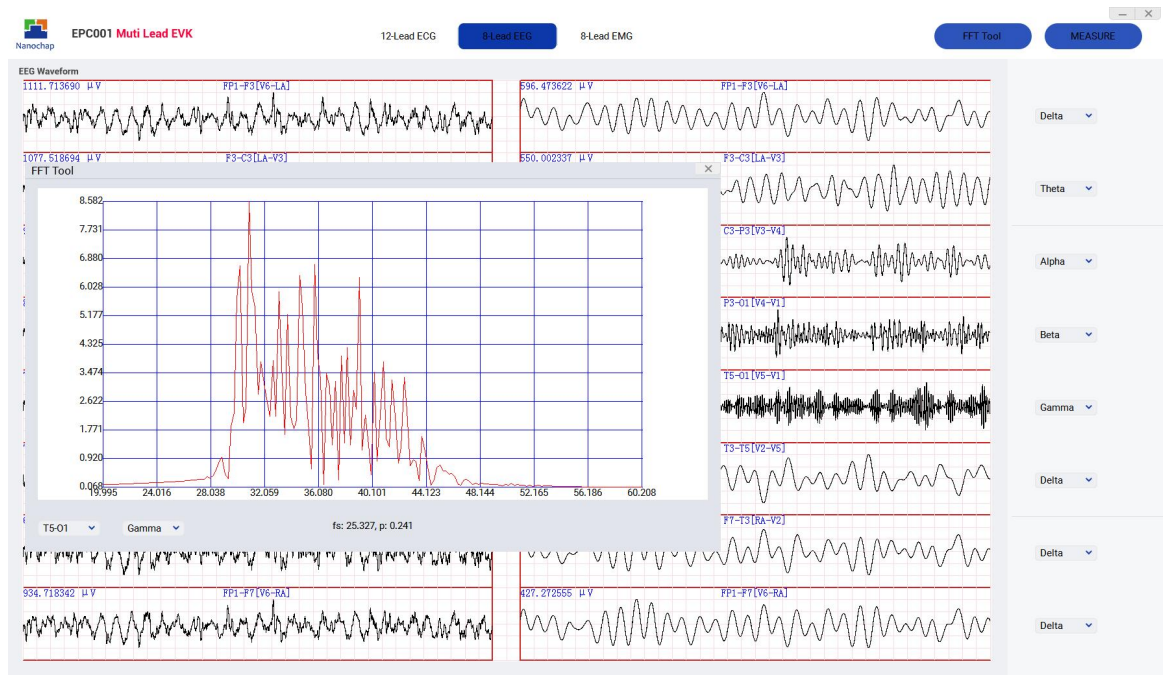 Nanochap
EPC001 Muti Lead EVK
12-Lead ECG
8-Lead EEG
8-Lead EMG
FFT Tool
MEASURE
EEG Waveform
1111.713690 μV
FP1-F3[V6-LA]
596.473622 μV
FP1-F3[V6-LA]
Delta
1077.518694 μV
F3-C3[LA-V3]
550.002337 μV
F3-C3[LA-V3]
Theta
FFT Tool
8.582
7.731
6.880
6.028
5.177
4.325
3.474
2.622
1.771
0.920
0.068
19.995
24.016
28.038
32.059
36.080
40.101
44.123
48.144
52.165
56.186
60.208
T5-O1
Gamma
fs: 25.327, p: 0.241
C3-P3[V3-V4]
Alpha
P3-O1[V4-V1]
Beta
T5-O1[V5-V1]
Gamma
T3-T5[V2-V5]
Delta
F7-T3[RA-V2]
Delta
934.718342 μV
FP1-F7[V6-RA]
427.272555 μV
FP1-F7[V6-RA]
Delta